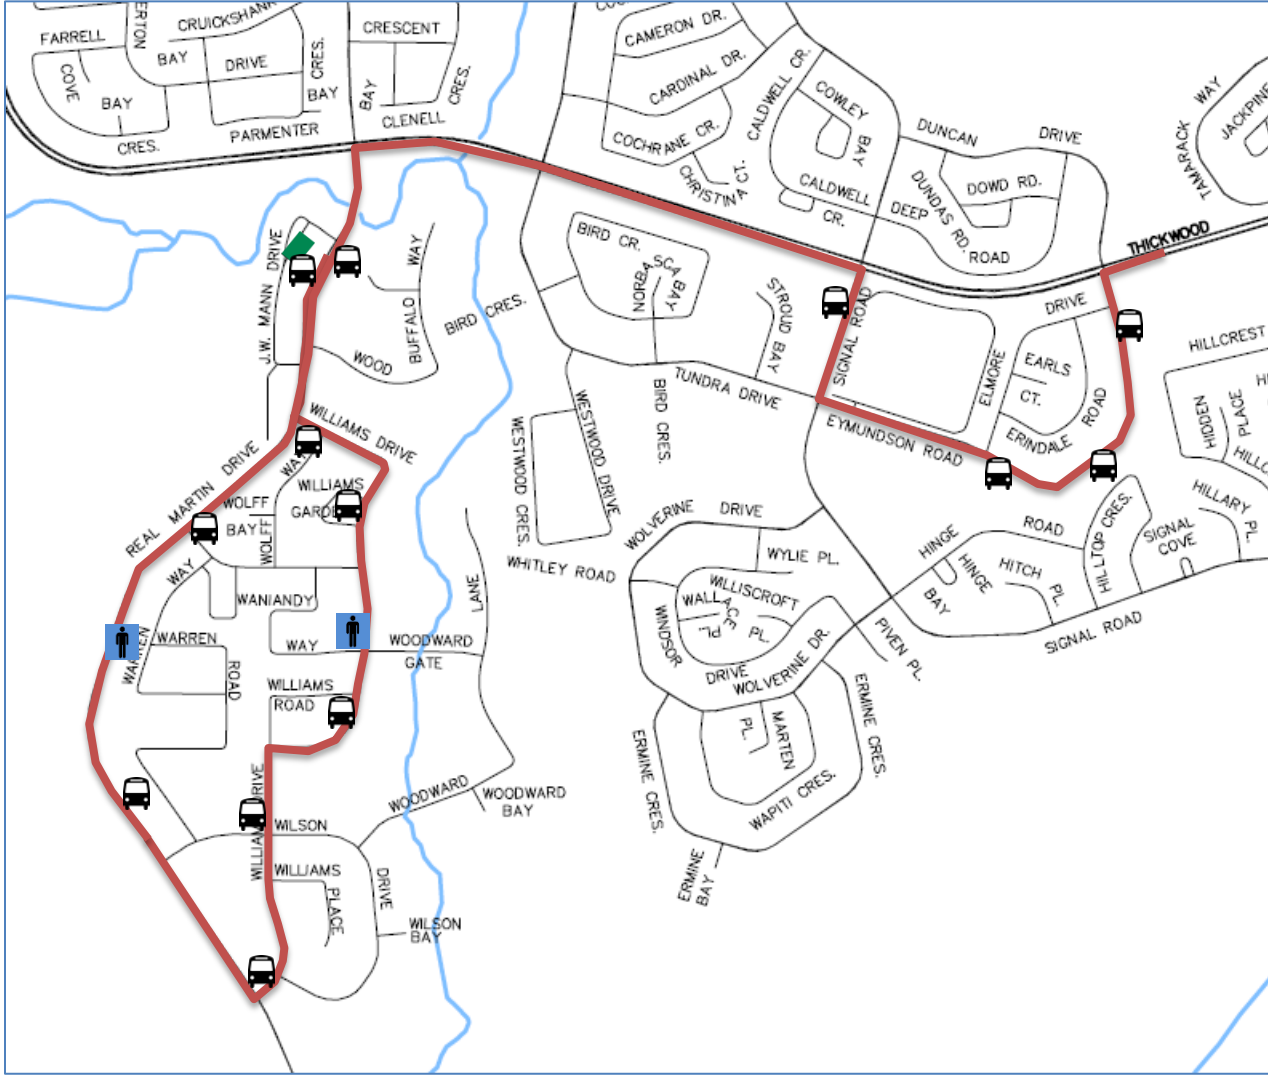 CRUICKSHANK
FARRELL
ERTON
CRESCENT
CAMERON DR.
BAY
DRIVE
CRES.
COVE
BAY
BAY
BAY
CRES.
CARDINAL DR.
CALDWELL CR.
COWLEY
BAY
WAY
JACKPINE
TAMARACK
CRES.
PARMENTER
CLENELL
COCHRANE CR.
CHRISTINA CT.
DUNCAN
DRIVE
DOWD RD.
DUNDAS RD.
CALDWELL
CR.
DEEP
ROAD
THICKWOOD
J.W. MANN DRIVE
BUFFALO WAY
WOOD
BIRD CR.
NORBASCA BAY
BIRD CRES.
STROUD BAY
SIGNAL ROAD
DRIVE
HILLCREST
ELMORE
EARLS
CT.
ERINDALE ROAD
TUNDRA DRIVE
BIRD CRES.
WESTWOOD DRIVE
WESTWOOD CRES.
EYMUNDSON ROAD
HIDDEN PLACE
HILLARY PL.
WILLIAMS DRIVE
REAL MARTIN DRIVE
WAY
WILLIAMS
WOLFF
BAY
WOLFF
WAY
WOLVERINE DRIVE
WYLIE PL.
WHITLEY ROAD
HINGE ROAD
HINGE BAY
HITCH PL.
HILLTOP CRES.
SIGNAL COVE
SIGNAL ROAD
LANE
WANIANDY
WAY
WARREN
WARREN
ROAD
WOODWARD
GATE
WILLISCROFT
PL.
WALLACE
PL.
WINDSOR
DRIVE
WOLVERINE DR.
PIVEN PL.
WILLIAMS
ROAD
ERMINE CRES.
ERMINE CRES.
MARTEN
PL.
WAPITI CRES.
ERMINE BAY
WOODWARD
WOODWARD BAY
WILSON
WILLIAMS
PLACE
DRIVE
WILSON BAY